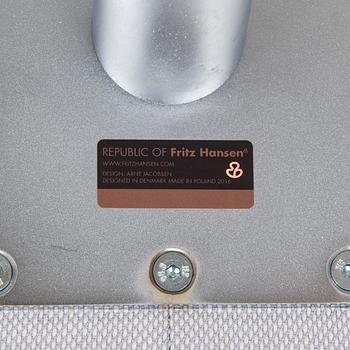 REPUBLIC OF Fritz Hansen®
WWW.FRITZHANSEN.COM
DESIGN: ARNE JACOBSEN
DESIGNED IN DENMARK MADE IN POLAND 2016